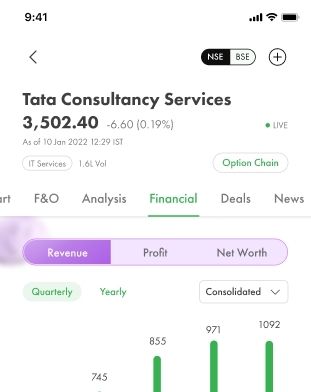 9:41
NSE BSE
Tata Consultancy Services
3,502.40 -6.60 (0.19%)
LIVE
As of 10 Jan 2022 12:29 IST
IT Services 1.6L Vol
Option Chain
art F&O Analysis Financial Deals News
Revenue Profit Net Worth
Quarterly Yearly Consolidated
1092
971
855
745